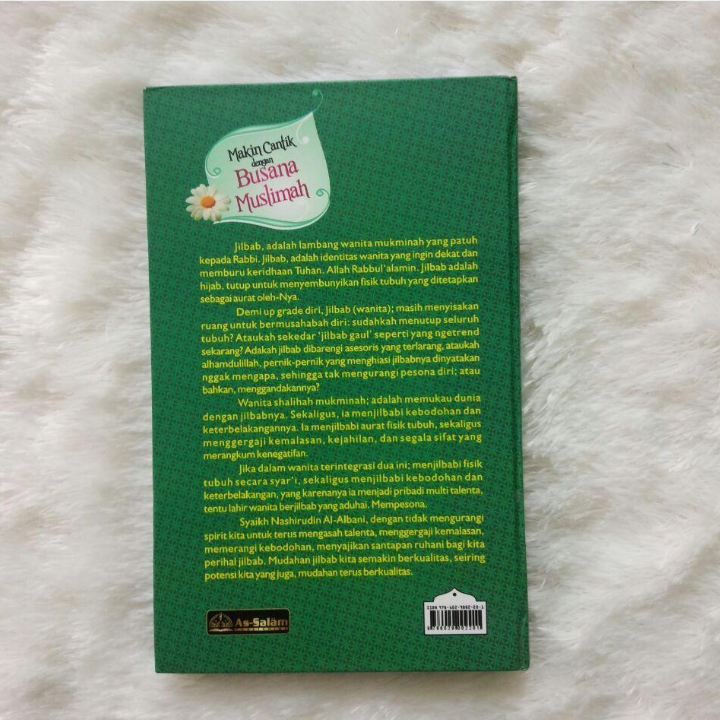 Makin Cantik
dengan
Busana
Muslimah
Jilbab, adalah lambang wanita mukminah yang patuh
kepada Rabbi. Jilbab, adalah identitas wanita yang ingin dekat dan
memburu keridhaan Tuhan. Allah Rabbul'alamin. Jilbab adalah
hijab, tutup untuk menyembunyikan fisik tubuh yang ditetapkan
sebagai aurat oleh-Nya.
Demi up grade diri, Jilbab (wanita); masih menyisakan
ruang untuk bermusahabah diri: sudahkah menutup seluruh
tubuh? Ataukah sekedar 'jilbab gaul' seperti yang ngetrend
sekarang? Adakah jilbab dibarengi asesoris yang terlarang, ataukah
alhamdulillah, pernik-pernik yang menghiasi jilbabnya dinyatakan
nggak mengapa, sehingga tak mengurangi pesona diri; atau
bahkan, menggandakannya?
Wanita shalihah mukminah; adalah memukau dunia
dengan jilbabnya. Sekaligus, ia menjilbabi kebodohan dan
keterbelakangannya. Ia menjilbabi aurat fisik tubuh, sekaligus
menggergaji kemalasan, kejahilan, dan segala sifat yang
merangkum kenegatifan.
Jika dalam wanita terintegrasi dua ini; menjilbabi fisik
tubuh secara syar'i, sekaligus menjilbabi kebodohan dan
keterbelakangan, yang karenanya ia menjadi pribadi multi talenta,
tentu lahir wanita berjilbab yang aduhai. Mempesona.
Syaikh Nashirudin Al-Albani, dengan tidak mengurangi
spirit kita untuk terus mengasah talenta, menggergaji kemalasan,
memerangi kebodohan, menyajikan santapan ruhani bagi kita
perihal jilbab. Mudahan jilbab kita semakin berkualitas, seiring
potensi kita yang juga, mudahan terus berkualitas.
As-Salam